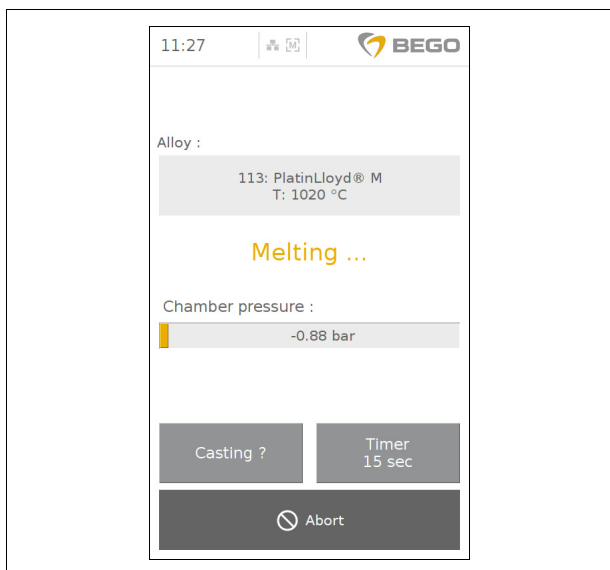 11:27
M
BEGO
Alloy :
113: PlatinLloyd® M
T: 1020 °C
Melting ...
Chamber pressure :
-0.88 bar
Casting ?
Timer
15 sec
Abort